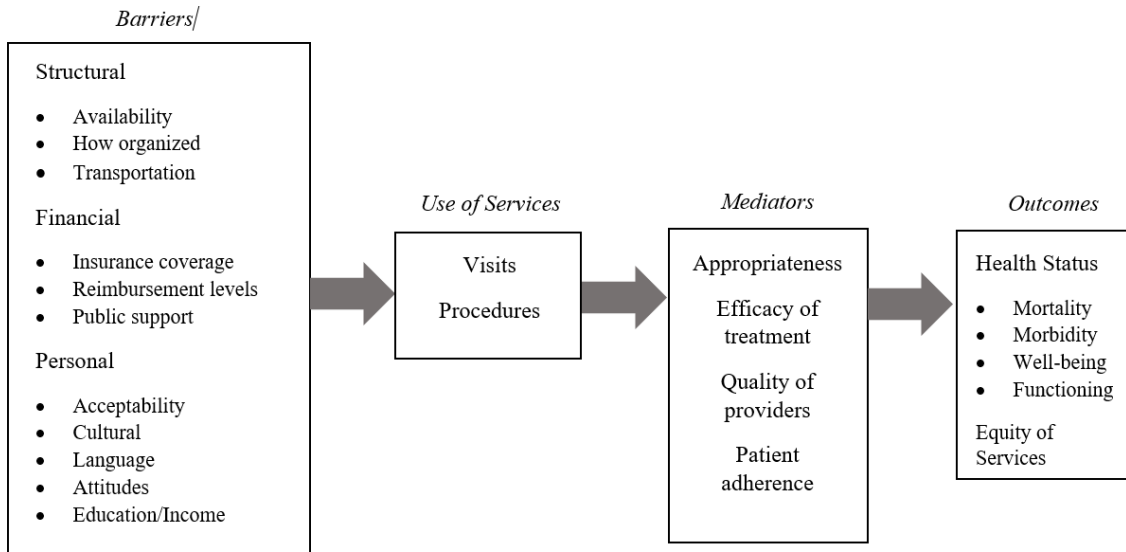 Barriers/
Structural
• Availability
• How organized
• Transportation
Financial
• Insurance coverage
• Reimbursement levels
• Public support
Personal
• Acceptability
• Cultural
• Language
• Attitudes
• Education/Income
Use of Services
Visits
Procedures
Mediators
Appropriateness
Efficacy of
treatment
Quality of
providers
Patient
adherence
Outcomes
Health Status
• Mortality
• Morbidity
• Well-being
• Functioning
Equity of
Services